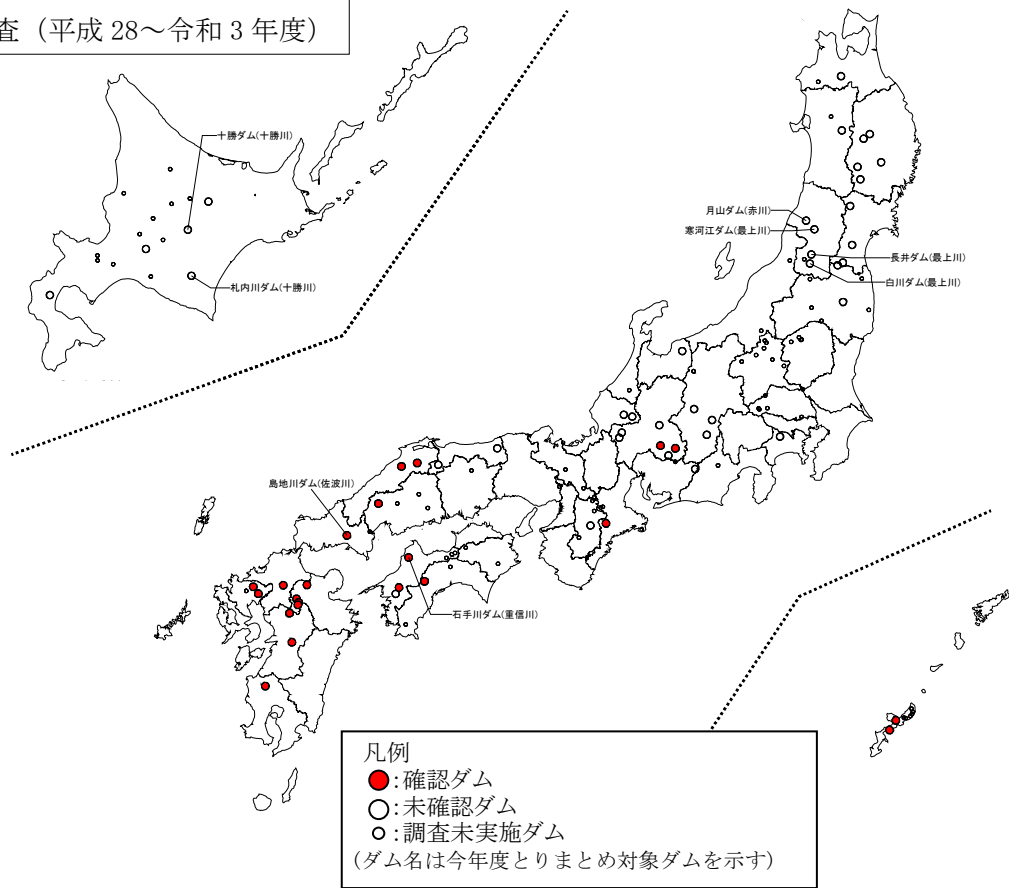 査（平成 28～令和 3 年度）
十勝ダム(十勝川)
札内川ダム(十勝川)
月山ダム(赤川)
寒河江ダム(最上川)
長井ダム(最上川)
白川ダム(最上川)
島地川ダム(佐波川)
石手川ダム(重信川)
凡例
:確認ダム
:未確認ダム
:調査未実施ダム
(ダム名は今年度とりまとめ対象ダムを示す)